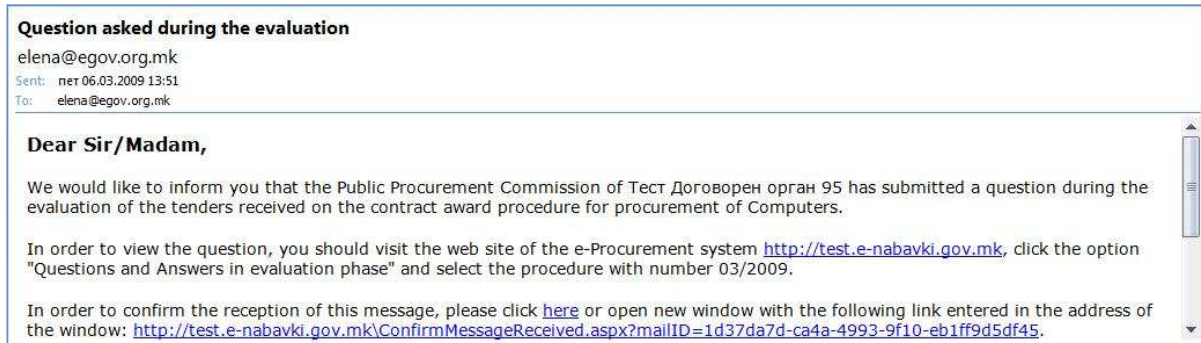 Question asked during the evaluation
elena@egov.org.mk
Sent: пет 06.03.2009 13:51
To: elena@egov.org.mk
Dear Sir/Madam,
We would like to inform you that the Public Procurement Commission of Тест Договорен орган 95 has submitted a question during the
evaluation of the tenders received on the contract award procedure for procurement of Computers.
In order to view the question, you should visit the web site of the e-Procurement system http://test.e-nabavki.gov.mk, click the option
"Questions and Answers in evaluation phase" and select the procedure with number 03/2009.
In order to confirm the reception of this message, please click here or open new window with the following link entered in the address of
the window: http://test.e-nabavki.gov.mk\ConfirmMessageReceived.aspx?mailID=1d37da7d-ca4a-4993-9f10-eb1ff9d5df45.